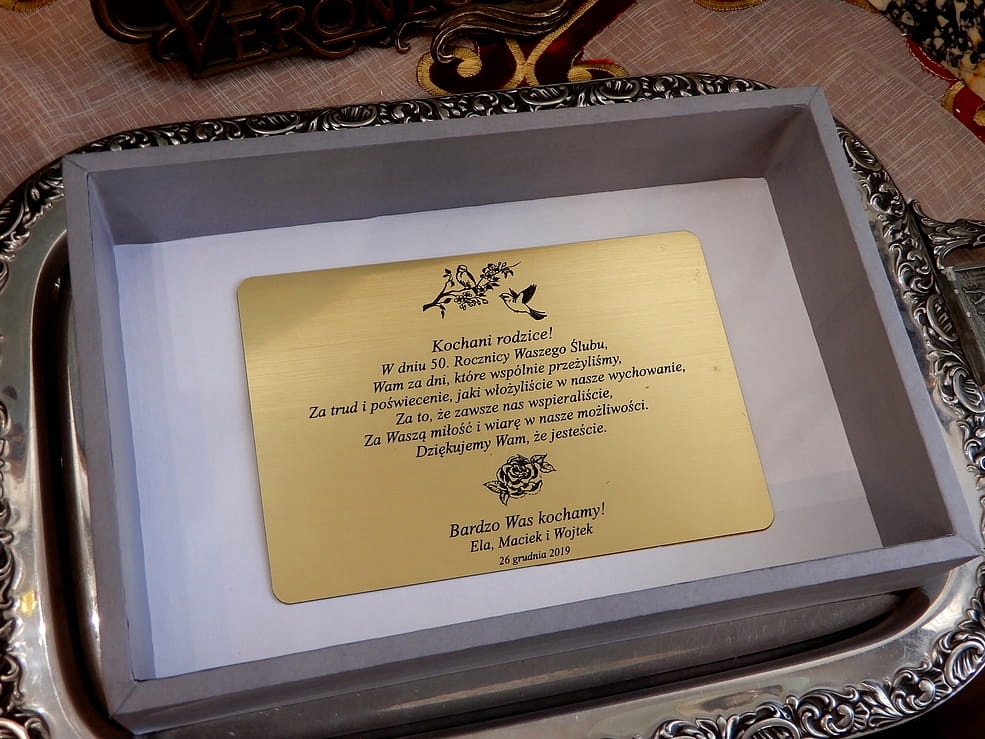 VERONES
Kochani rodzice!
W dniu 50. Rocznicy Waszego Ślubu,
Wam za dni, które wspólnie przeżyliśmy,
Za trud i poświecenie, jaki włożyliście w nasze wychowanie,
Za to, że zawsze nas wspieraliście,
Za Waszą miłość i wiarę w nasze możliwości.
Dziękujemy Wam, że jesteście.
Bardzo Was kochamy!
Ela, Maciek i Wojtek
26 grudnia 2019